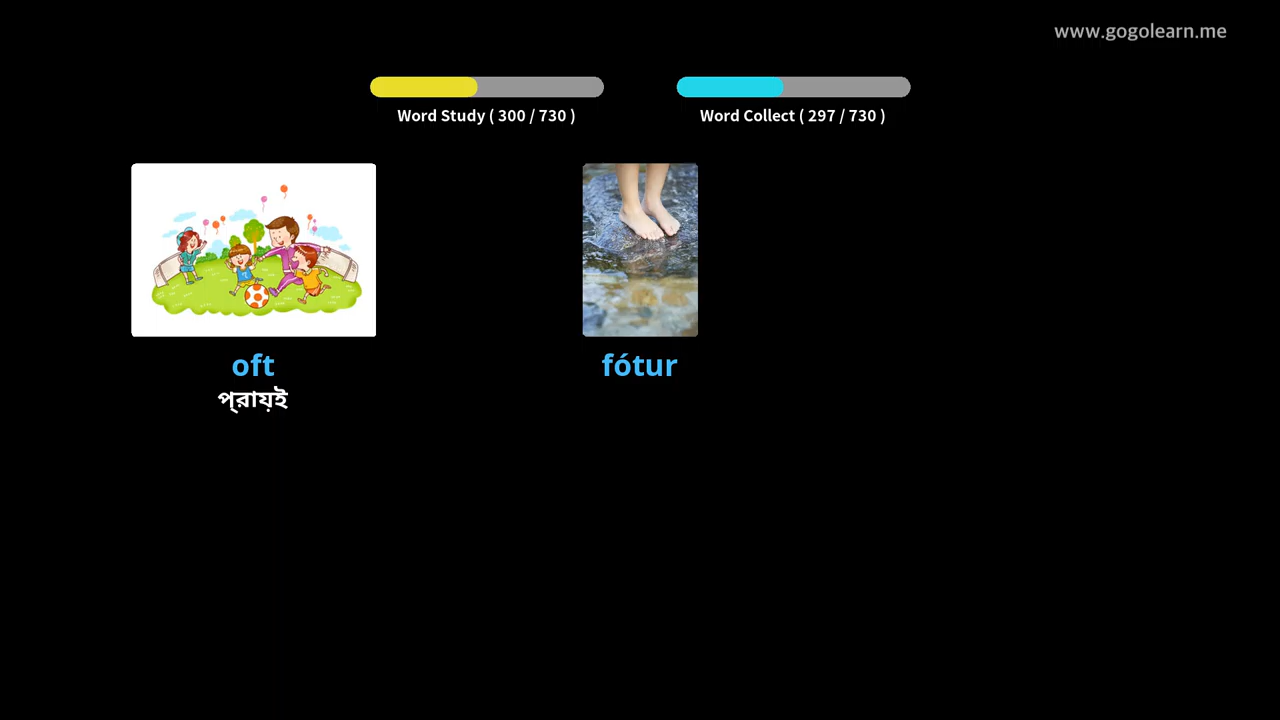 www.gogolearn.me
Word Study ( 300 / 730 )
Word Collect ( 297 / 730 )
oft
fótur
প্রায়ই